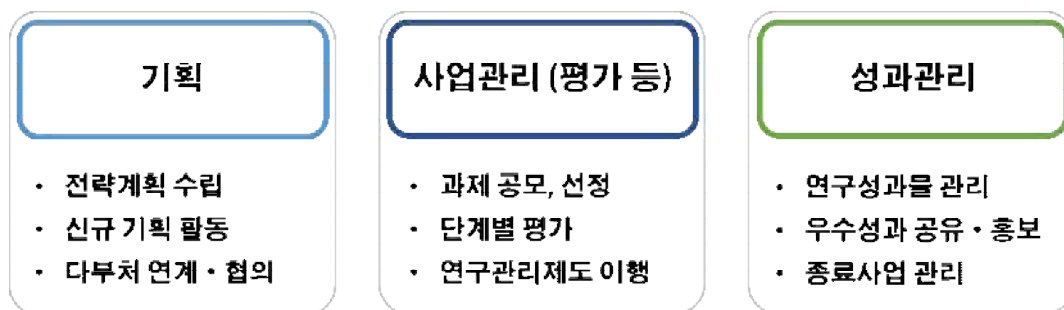 기획
• 전략계획 수립
• 신규 기획 활동
• 다부처 연계・협의
사업관리 (평가 등)
• 과제 공모, 선정
• 단계별 평가
• 연구관리제도 이행
성과관리
• 연구성과물 관리
• 우수성과 공유・홍보
• 종료사업 관리